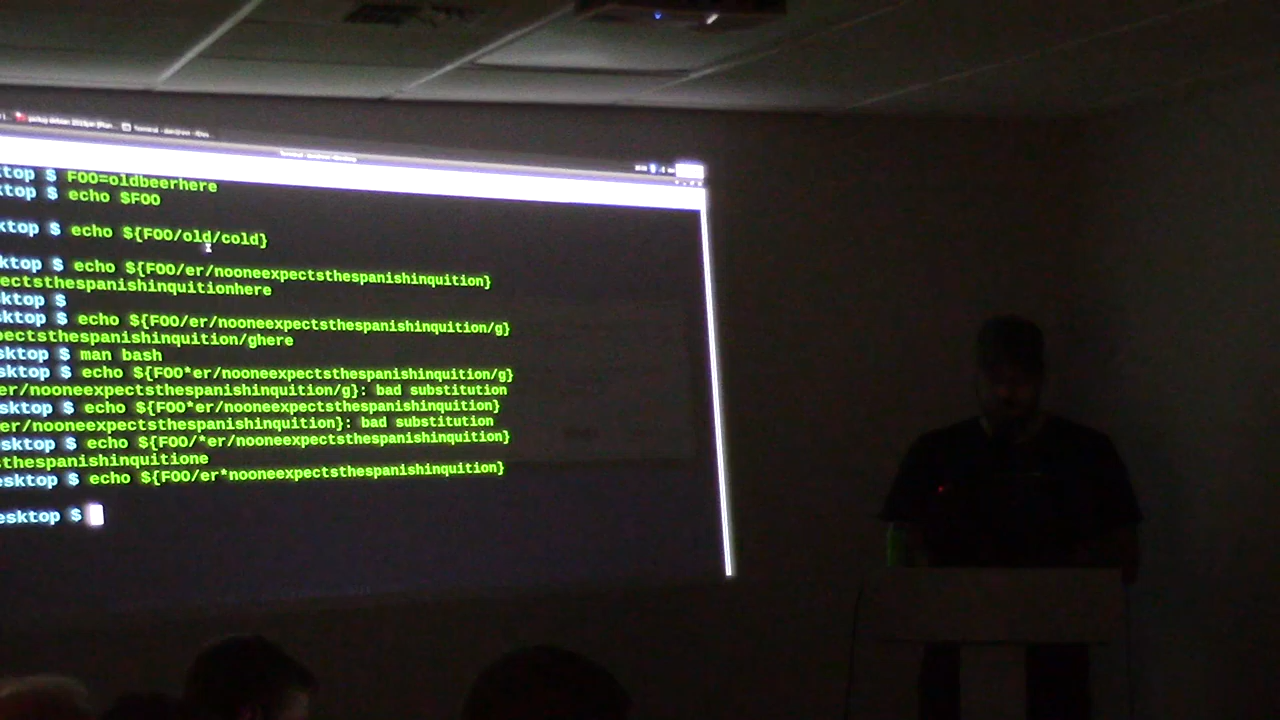 ktop $ FOO=oldbeerhere
ktop $ echo $FOO
ktop $ echo ${FOO/old/cold}
ktop $ echo ${FOO/er/nooneexpectsthespanishinquition}
ectsthespanishinquitionhere
ktop $
sktop $ echo ${FOO/er/nooneexpectsthespanishinquition/g}
pectsthespanishinquition/ghere
sktop $ man bash
sktop $ echo ${FOO*er/nooneexpectsthespanishinquition/g}
er/nooneexpectsthespanishinquition/g}: bad substitution
sktop $ echo ${FOO*er/nooneexpectsthespanishinquition}
er/nooneexpectsthespanishinquition}: bad substitution
sktop $ echo ${FOO/*er/nooneexpectsthespanishinquition}
sthespanishinquitione
esktop $ echo ${FOO/er*nooneexpectsthespanishinquition}
esktop $